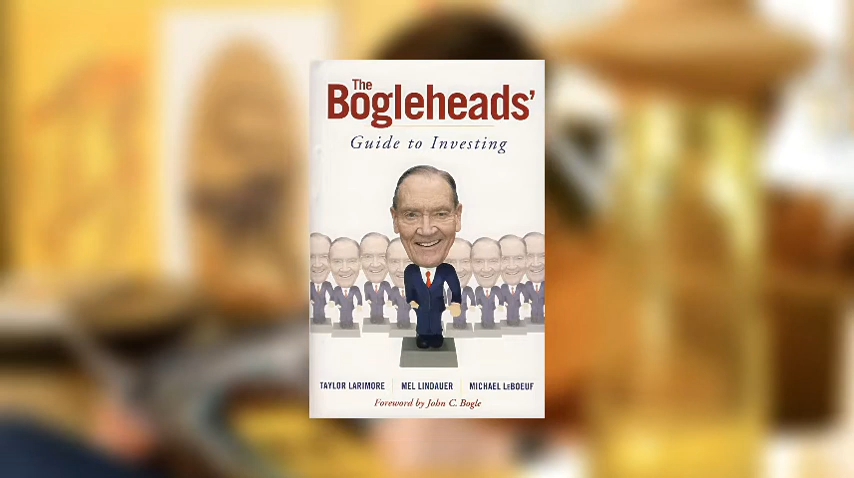 The
Bogleheads'
Guide to Investing
TAYLOR LARIMORE MEL LINDAUER MICHAEL LEBOEUF
Foreword by John C. Bogle